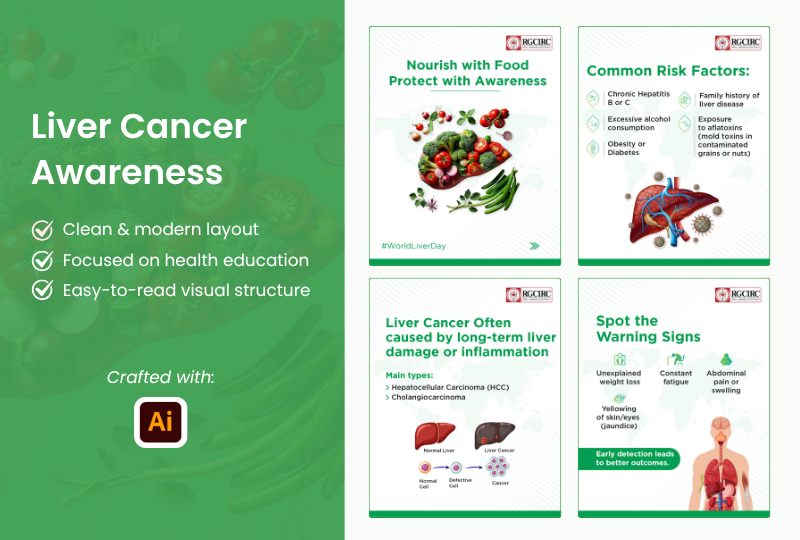 Liver Cancer
Awareness
Clean & modern layout
Focused on health education
Easy-to-read visual structure
Crafted with:
Ai
RGCIRC
Nourish with Food
Protect with Awareness
#WorldLiverDay
RGCIRC
Common Risk Factors:
Chronic Hepatitis
B or C
Excessive alcohol
consumption
Obesity or
Diabetes
Family history of
liver disease
Exposure
to aflatoxins
(mold toxins in
contaminated
grains or nuts)
RGCIRC
Liver Cancer Often
caused by long-term liver
damage or inflammation
Main types:
Hepatocellular Carcinoma (HCC)
Cholangiocarcinoma
Normal Liver
Liver Cancer
Normal
Cell
Defective
Cell
Cancer
RGCIRC
Spot the
Warning Signs
Unexplained
weight loss
Constant
fatigue
Abdominal
pain or
swelling
Yellowing
of skin/eyes
(jaundice)
Early detection leads
to better outcomes.